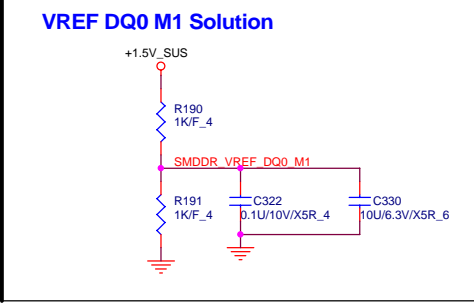 VREF DQ0 M1 Solution
+1.5V_SUS
R190
1K/F_4
SMDDR_VREF_DQ0_M1
R191
1K/F_4
C322
0.1U/10V/X5R_4
C330
10U/6.3V/X5R_6